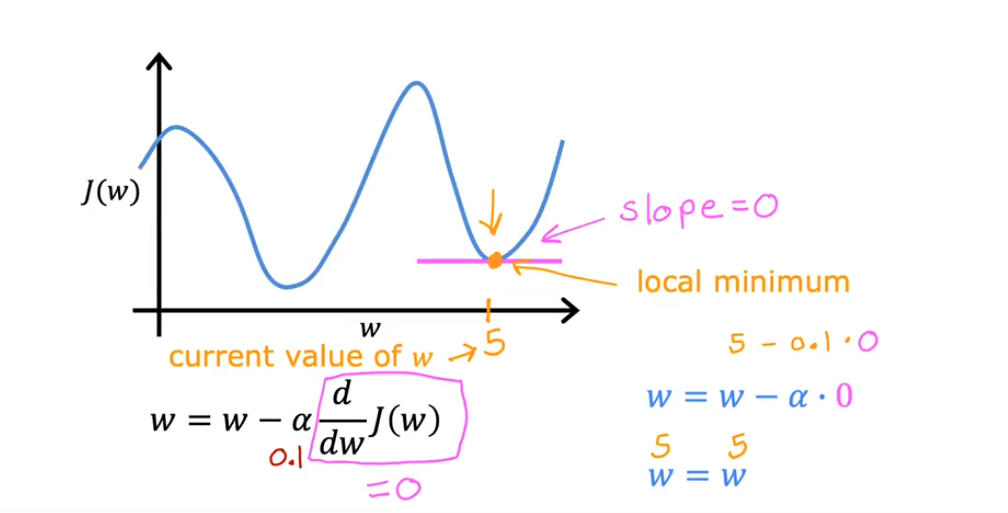 J(w)
slope=0
local minimum
w
5
current value of w →
5 - 0.1 · 0
w = w − α d/dw J(w)
0.1
=0
w = w − α · 0
5 5
w = w